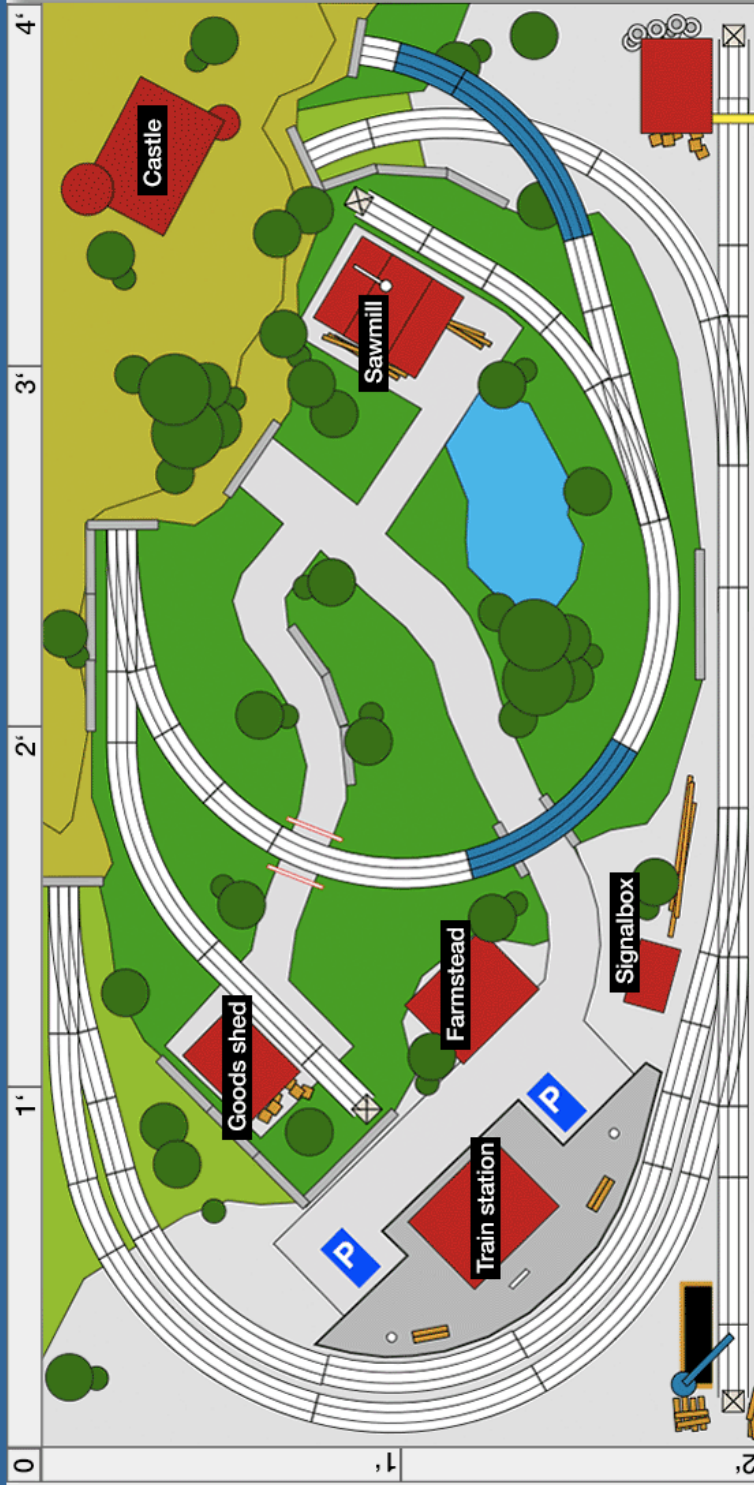 4‘
Castle
Sawmill
3‘
2‘
Signalbox
Farmstead
Goods shed
1‘
P
Train station
P
0
1‘
2‘